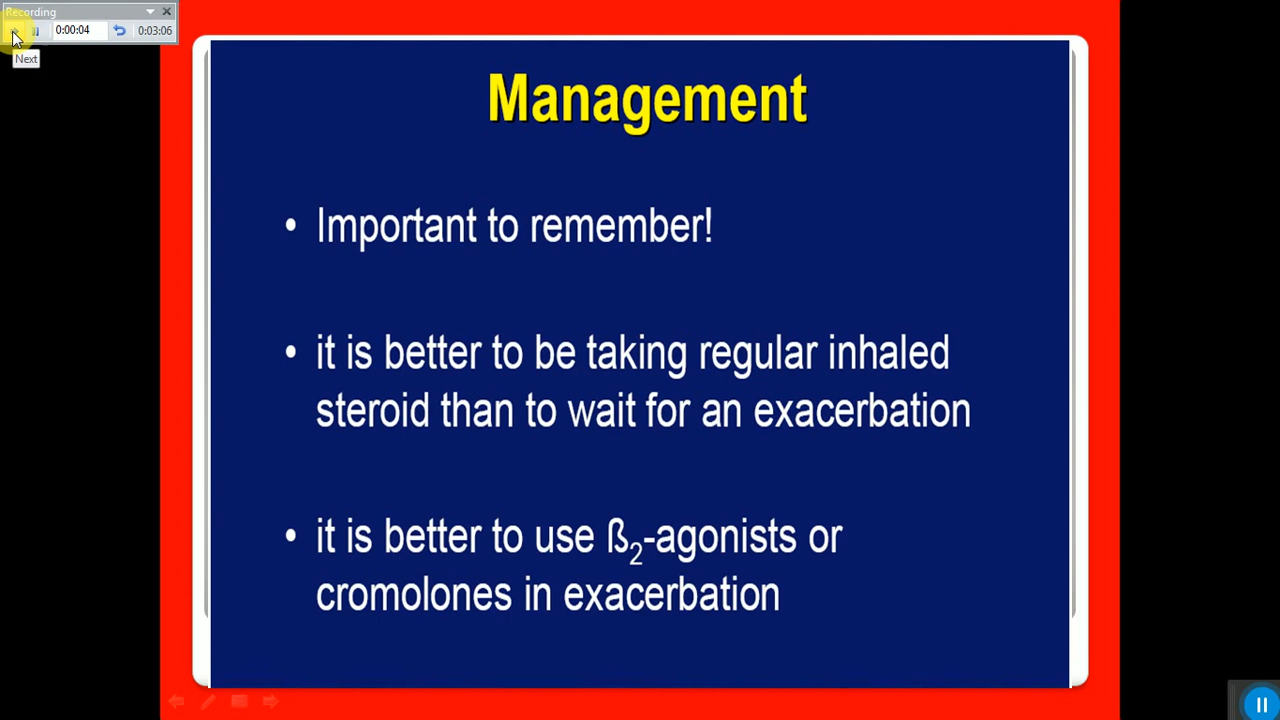 Recording
0:00:04
0:03:06
Next
Management
• Important to remember!
• it is better to be taking regular inhaled
steroid than to wait for an exacerbation
• it is better to use ß₂-agonists or
cromolones in exacerbation